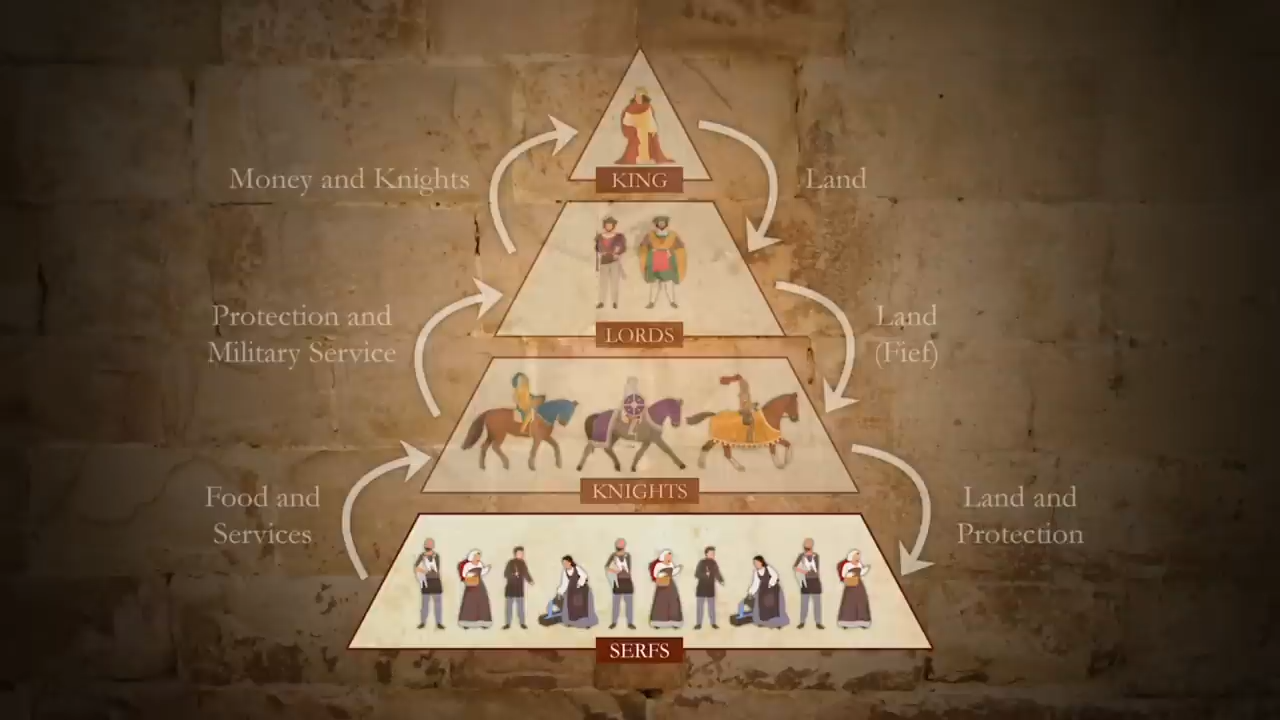 KING
Money and Knights
Land
LORDS
Protection and
Military Service
Land
(Fief)
KNIGHTS
Food and
Services
Land and
Protection
SERFS